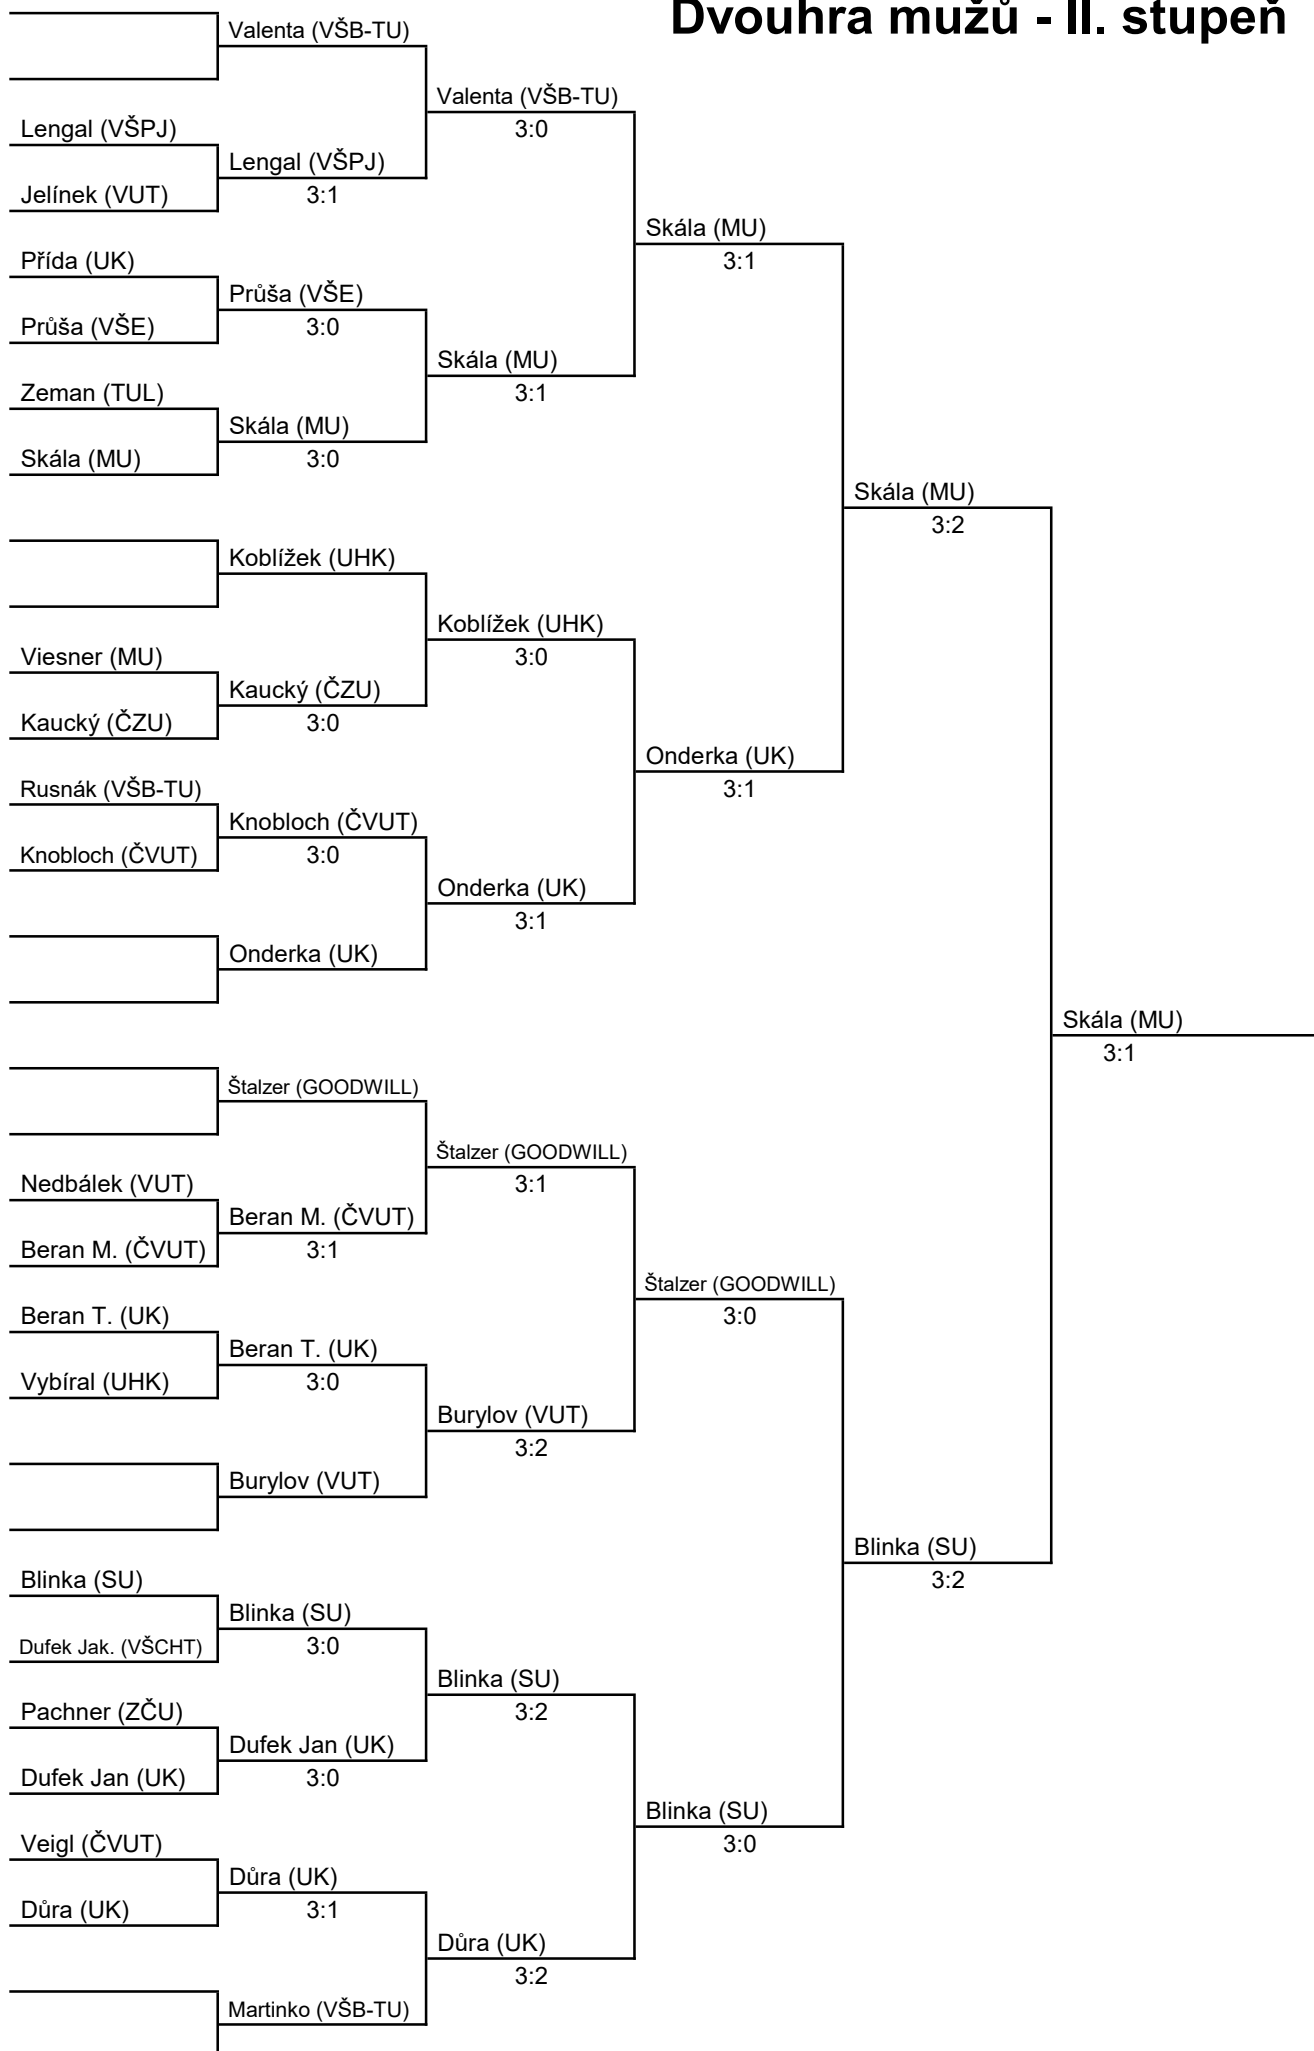 Dvouhra mužů - II. stupeň
Valenta (VŠB-TU)
Valenta (VŠB-TU)
3:0
Lengal (VŠPJ)
Lengal (VŠPJ)
3:1
Jelínek (VUT)
Skála (MU)
3:1
Přída (UK)
Průša (VŠE)
3:0
Průša (VŠE)
Skála (MU)
3:1
Zeman (TUL)
Skála (MU)
3:0
Skála (MU)
Skála (MU)
3:2
Koblížek (UHK)
Koblížek (UHK)
3:0
Viesner (MU)
Kaucký (ČZU)
3:0
Kaucký (ČZU)
Onderka (UK)
3:1
Rusnák (VŠB-TU)
Knobloch (ČVUT)
3:0
Knobloch (ČVUT)
Onderka (UK)
3:1
Onderka (UK)
Skála (MU)
3:1
Štalzer (GOODWILL)
Štalzer (GOODWILL)
3:1
Nedbálek (VUT)
Beran M. (ČVUT)
3:1
Beran M. (ČVUT)
Štalzer (GOODWILL)
3:0
Beran T. (UK)
Beran T. (UK)
3:0
Vybíral (UHK)
Burylov (VUT)
3:2
Burylov (VUT)
Blinka (SU)
3:2
Blinka (SU)
Blinka (SU)
3:0
Dufek Jak. (VŠCHT)
Blinka (SU)
3:2
Pachner (ZČU)
Dufek Jan (UK)
3:0
Dufek Jan (UK)
Blinka (SU)
3:0
Veigl (ČVUT)
Důra (UK)
3:1
Důra (UK)
Důra (UK)
3:2
Martinko (VŠB-TU)